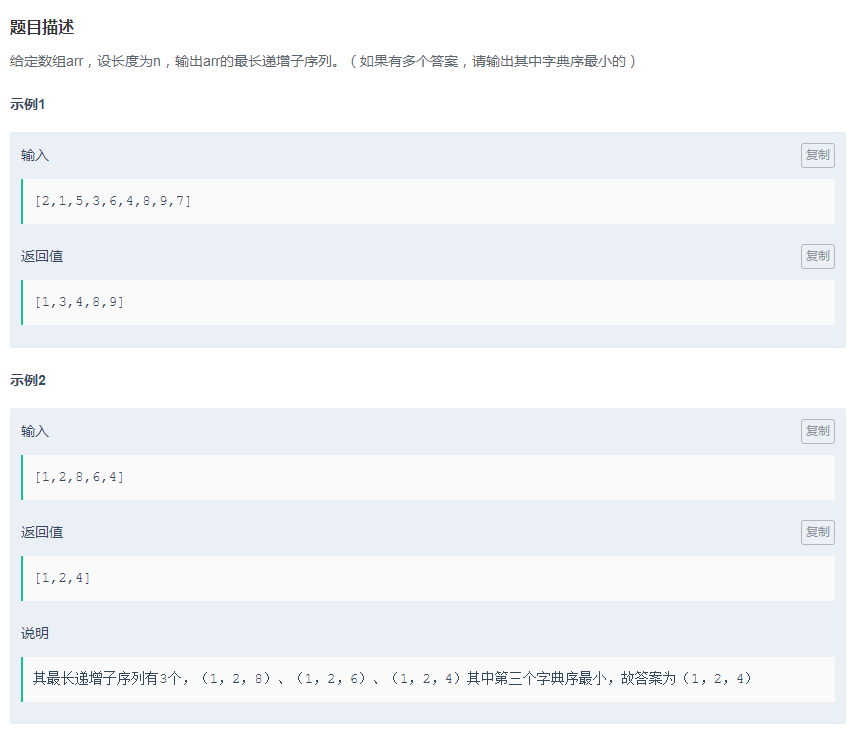 题目描述
给定数组arr，设长度为n，输出arr的最长递增子序列。（如果有多个答案，请输出其中字典序最小的）
示例1
输入
复制
[2,1,5,3,6,4,8,9,7]
返回值
复制
[1,3,4,8,9]
示例2
输入
复制
[1,2,8,6,4]
返回值
复制
[1,2,4]
说明
其最长递增子序列有3个，（1，2，8）、（1，2，6）、（1，2，4）其中第三个字典序最小，故答案为（1，2，4）